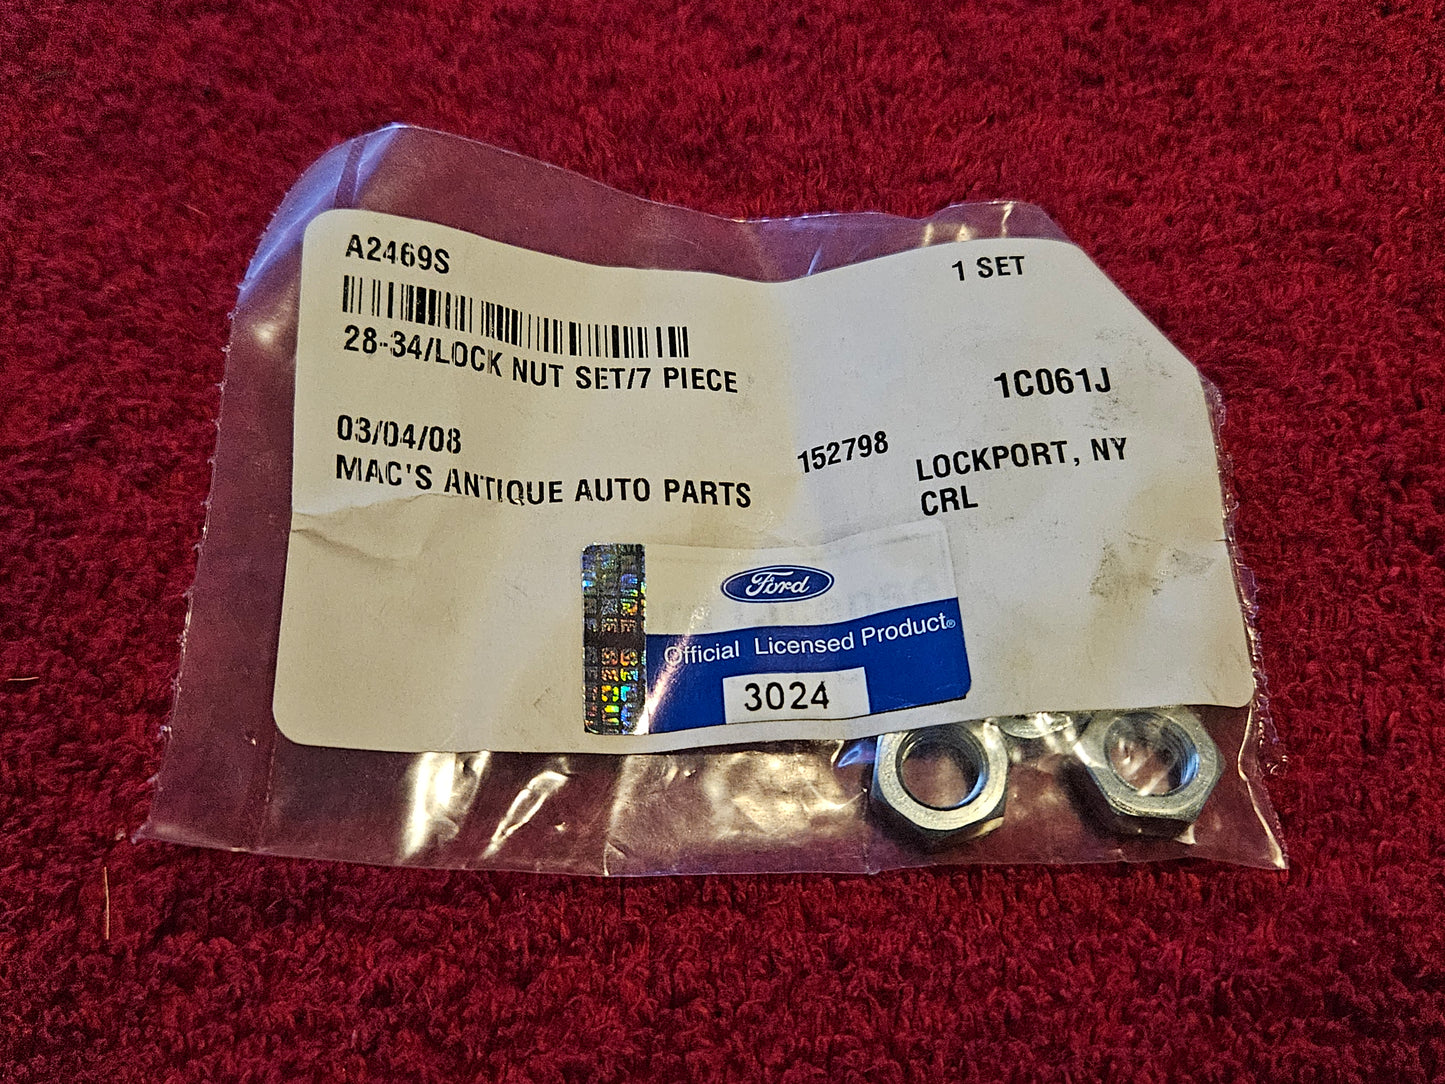 A2469S
1 SET
28-34/LOCK NUT SET/7 PIECE
1C061J
03/04/08
152798
LOCKPORT, NY
MAC'S ANTIQUE AUTO PARTS
CRL
Ford
Official Licensed Product®
3024